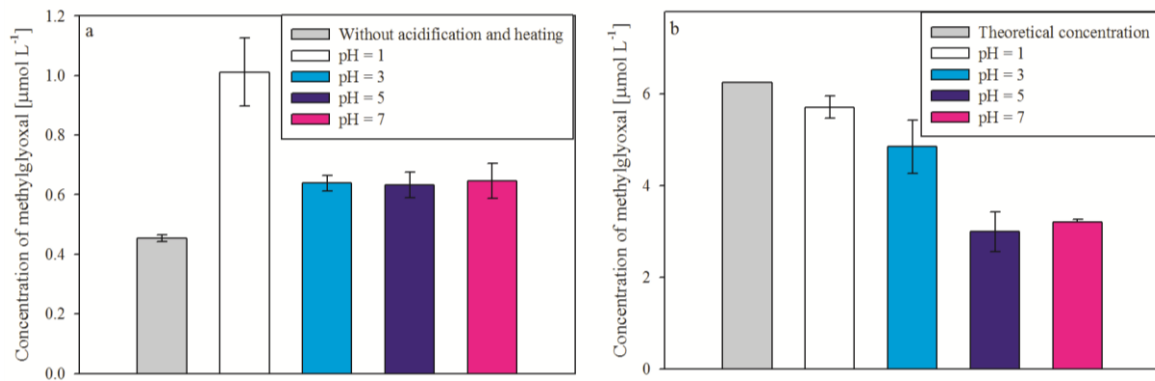 a
Concentration of methylglyoxal [µmol L⁻¹]
1.2
1.0
0.8
0.6
0.4
0.2
0.0
Without acidification and heating
pH = 1
pH = 3
pH = 5
pH = 7
b
Concentration of methylglyoxal [µmol L⁻¹]
6
4
2
0
Theoretical concentration
pH = 1
pH = 3
pH = 5
pH = 7